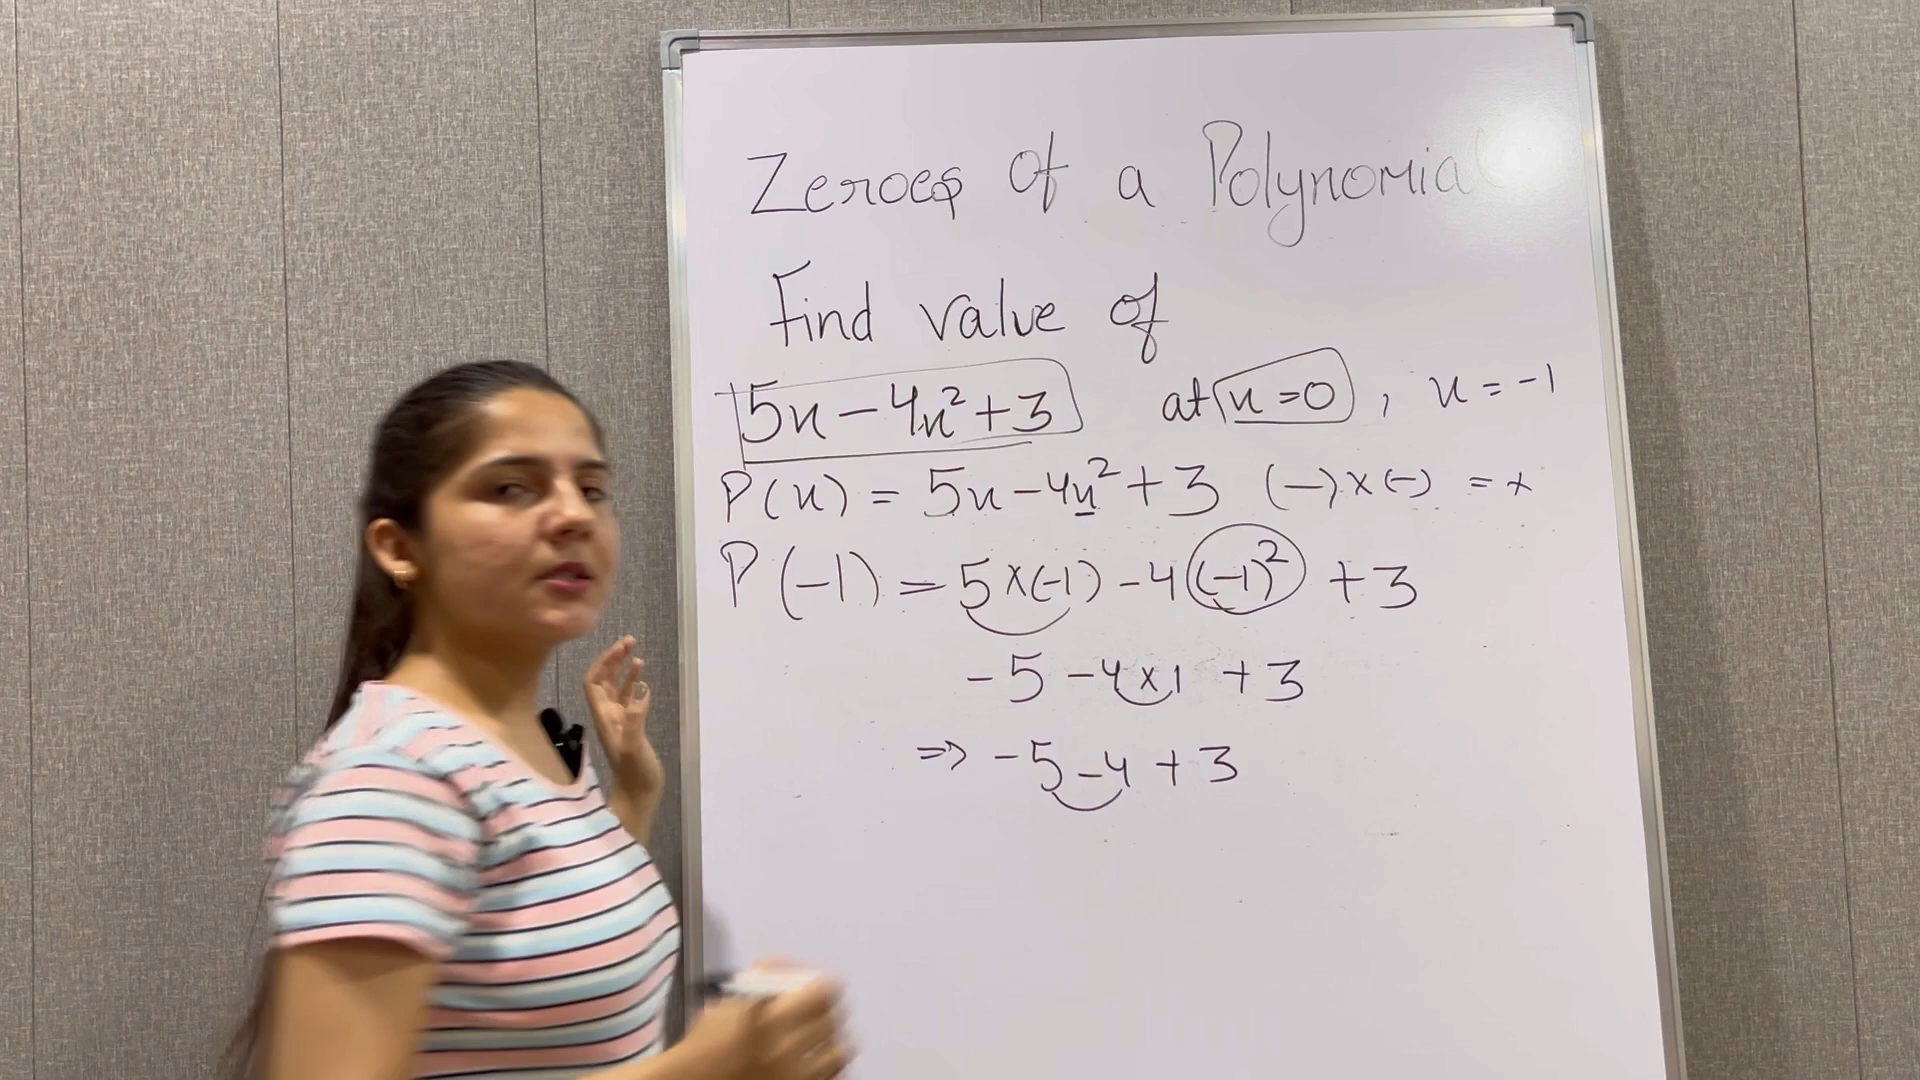 Zeroes of a Polynomial
Find value of
5x - 4x² + 3 at x = 0, x = -1
P(x) = 5x - 4x² + 3 (-) x (-) = +
P(-1) = 5 x (-1) - 4(-1)² + 3
-5 - 4 x 1 + 3
⇒ -5 - 4 + 3